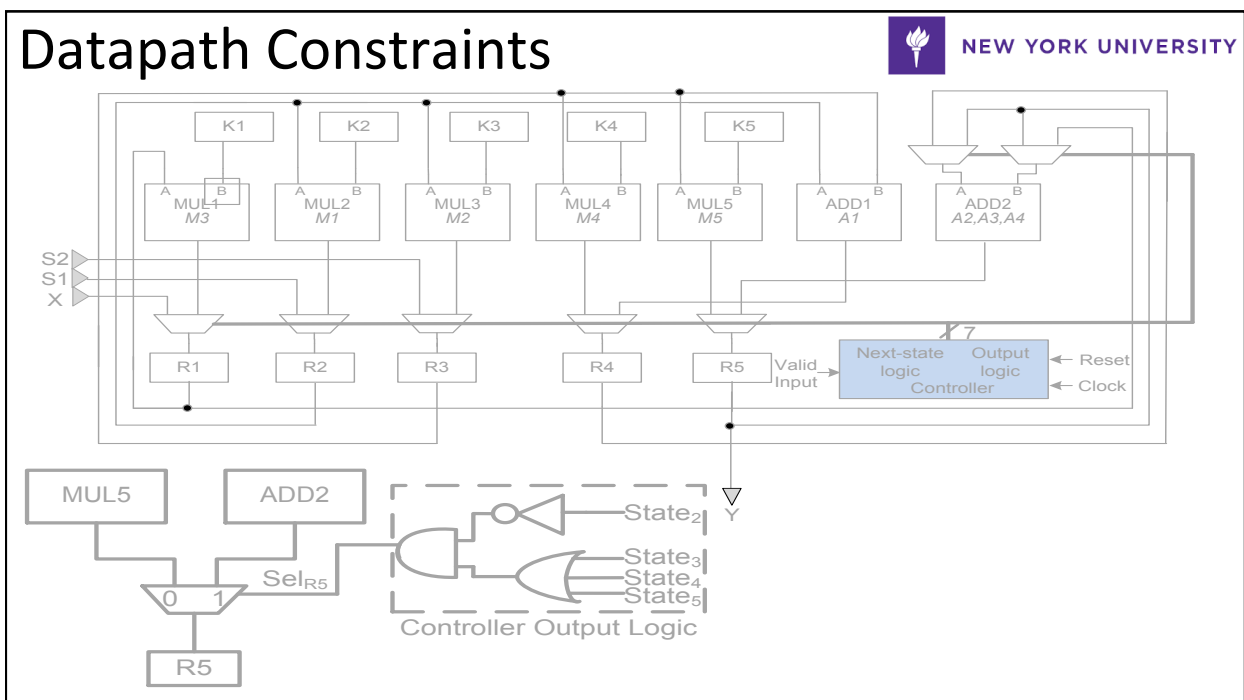 Datapath Constraints
NEW YORK UNIVERSITY
K1 K2 K3 K4 K5
A B A B A B A B A B A B A B
MUL1 MUL2 MUL3 MUL4 MUL5 ADD1 ADD2
M3 M1 M2 M4 M5 A1 A2,A3,A4
S2
S1
X
7
R1 R2 R3 R4 R5
Valid
Input
Next-state Output
logic logic
Controller
Reset
Clock
Y
MUL5 ADD2
0 1
SelR5
R5
State2
State3
State4
State5
Controller Output Logic